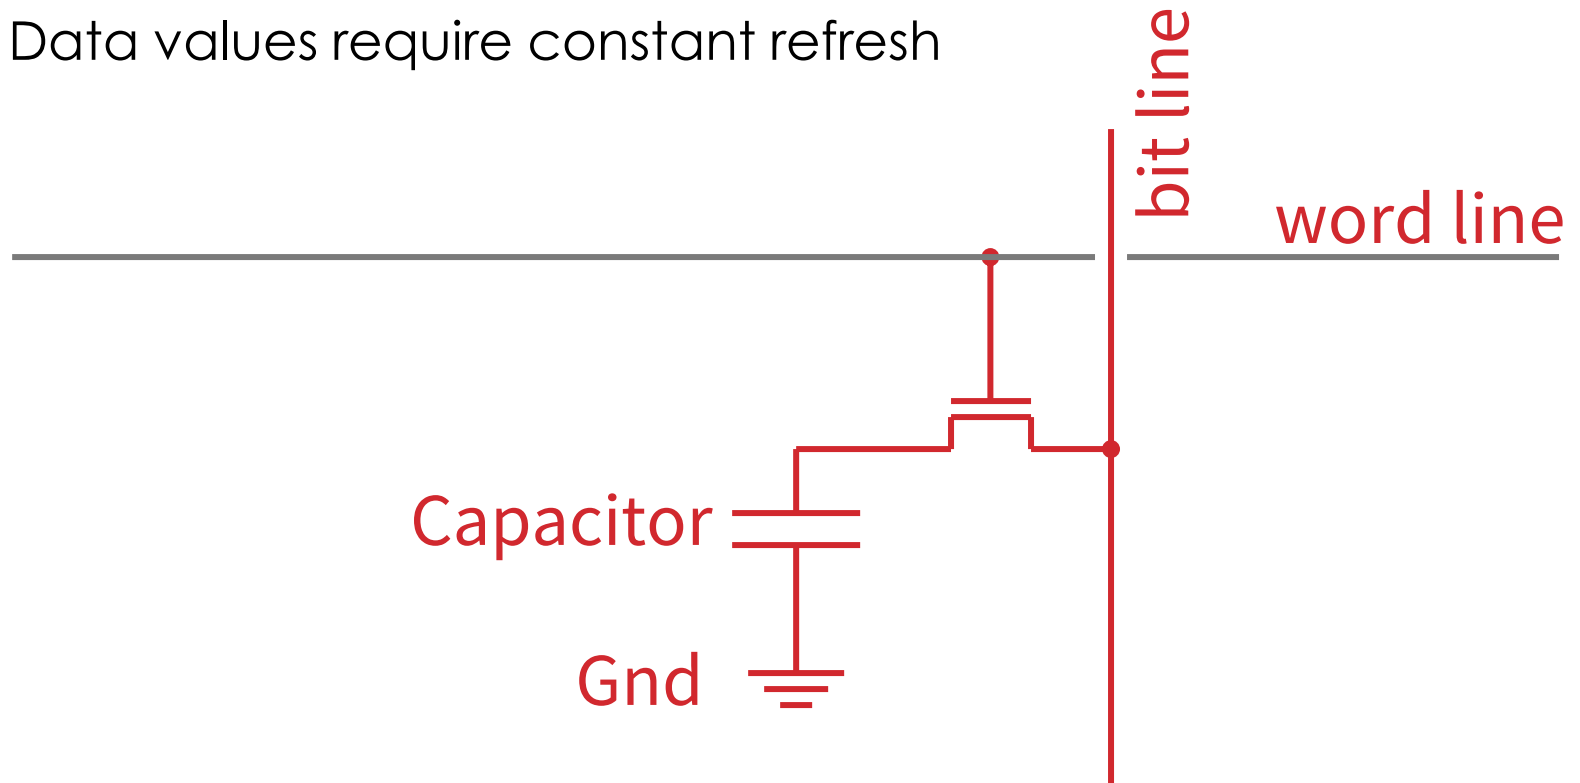 Data values require constant refresh
bit line
word line
Capacitor
Gnd